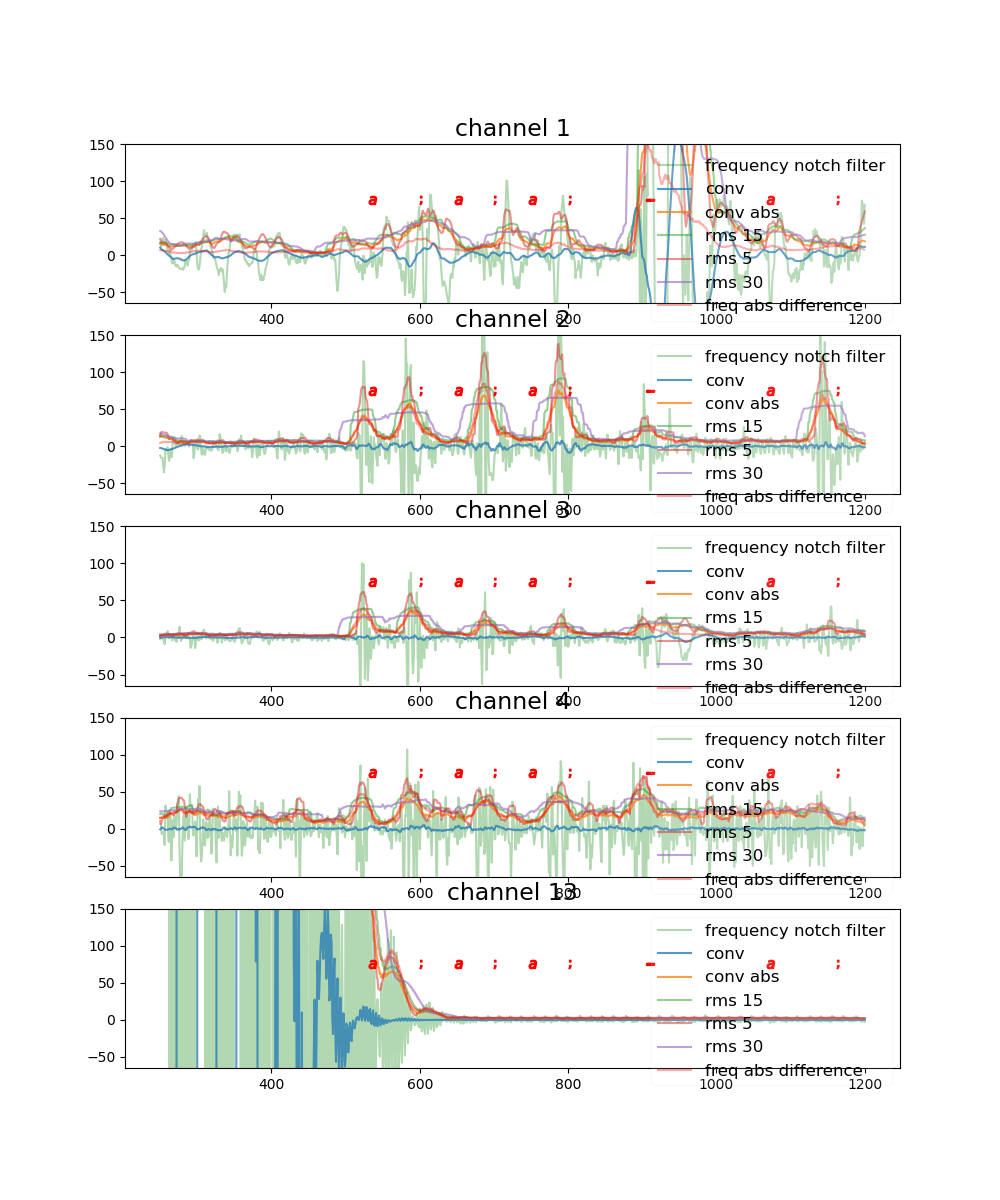 channel 1
150
100
50
0
−50
a ; a ; a ; - a ;
frequency notch filter
conv
conv abs
rms 15
rms 5
rms 30
freq abs difference
400 600 800 1000 1200
channel 2
150
100
50
0
−50
a ; a ; a ; - a ;
frequency notch filter
conv
conv abs
rms 15
rms 5
rms 30
freq abs difference
400 600 800 1000 1200
channel 3
150
100
50
0
−50
a ; a ; a ; - a ;
frequency notch filter
conv
conv abs
rms 15
rms 5
rms 30
freq abs difference
400 600 800 1000 1200
channel 4
150
100
50
0
−50
a ; a ; a ; - a ;
frequency notch filter
conv
conv abs
rms 15
rms 5
rms 30
freq abs difference
400 600 800 1000 1200
channel 13
150
100
50
0
−50
a ; a ; a ; - a ;
frequency notch filter
conv
conv abs
rms 15
rms 5
rms 30
freq abs difference
400 600 800 1000 1200